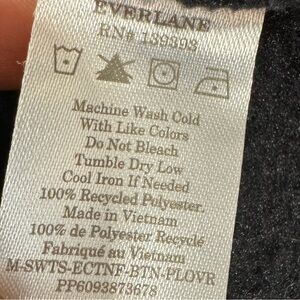 EVERLANE
RN# 139393
Machine Wash Cold
With Like Colors
Do Not Bleach
Tumble Dry Low
Cool Iron If Needed
100% Recycled Polyester.
Made in Vietnam
100% de Polyester Recyclé
Fabriqué au Vietnam
M-SWTS-ECTNF-BTN-PLOVR
PP6093873678